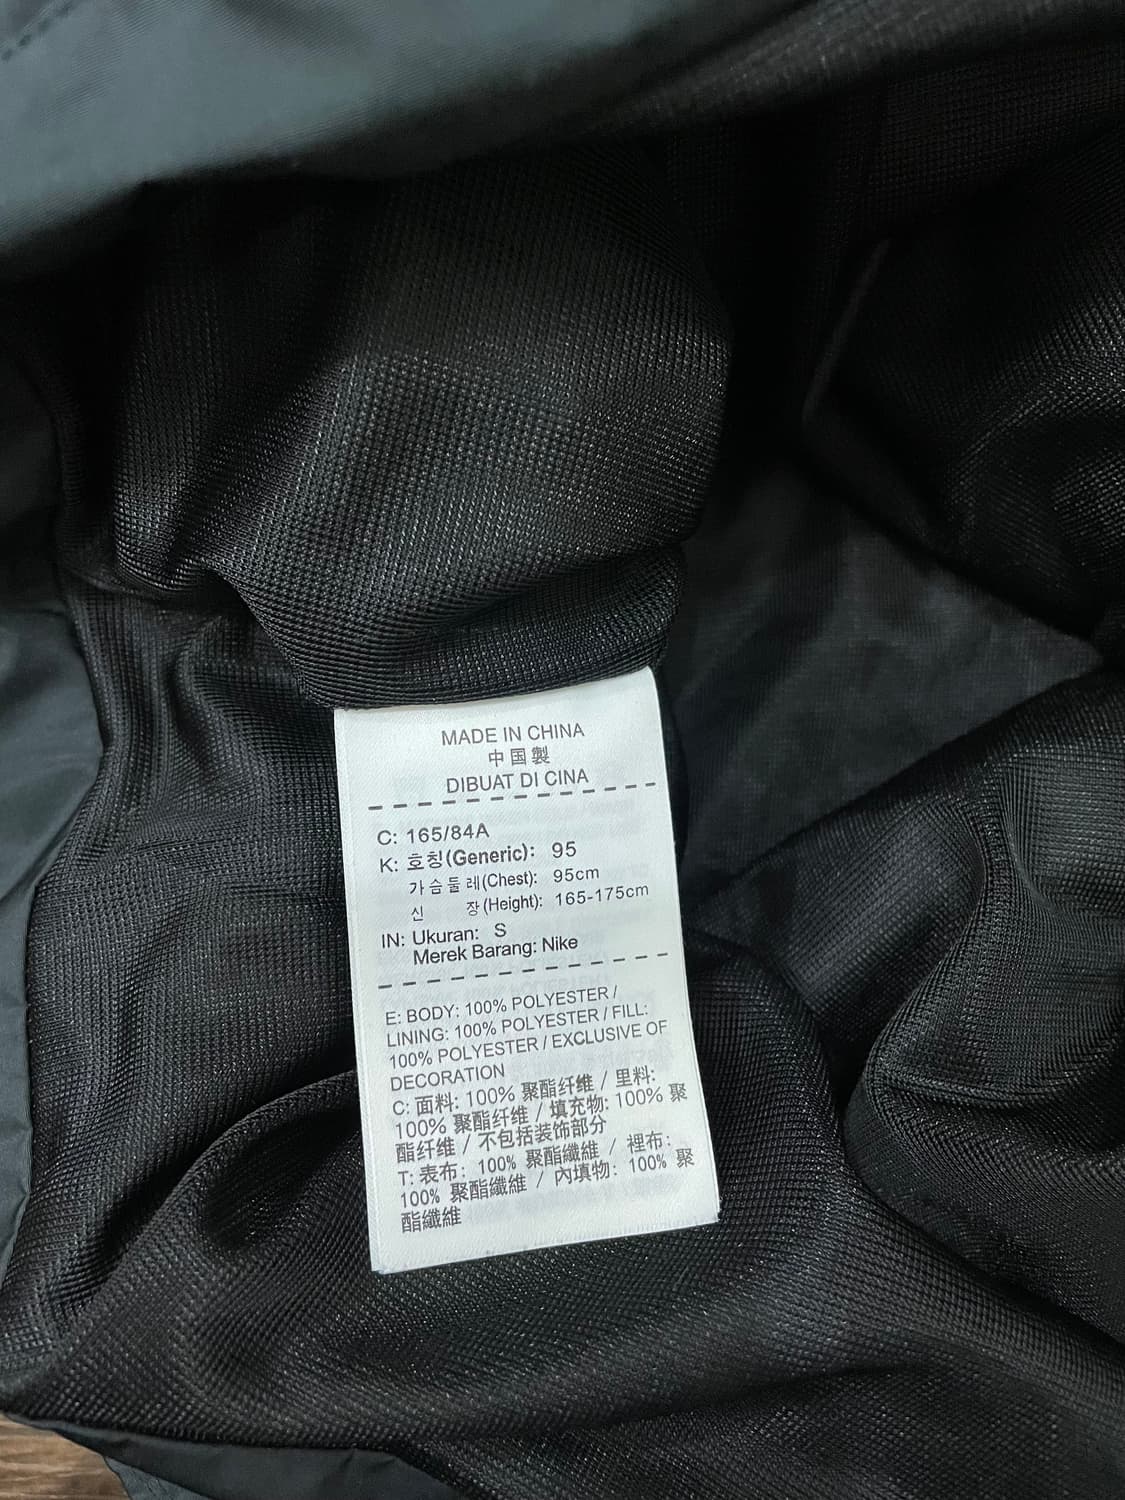 MADE IN CHINA
中国製
DIBUAT DI CINA
C: 165/84A
K: 호칭(Generic): 95
가슴둘레(Chest): 95cm
신 장(Height): 165-175cm
IN: Ukuran: S
Merek Barang: Nike
E: BODY: 100% POLYESTER /
LINING: 100% POLYESTER / FILL:
100% POLYESTER / EXCLUSIVE OF
DECORATION
C: 面料: 100% 聚酯纤维 / 里料:
100% 聚酯纤维 / 填充物: 100% 聚
酯纤维 / 不包括装饰部分
T: 表布: 100% 聚酯纖維 / 裡布:
100% 聚酯纖維 / 內填物: 100% 聚
酯纖維